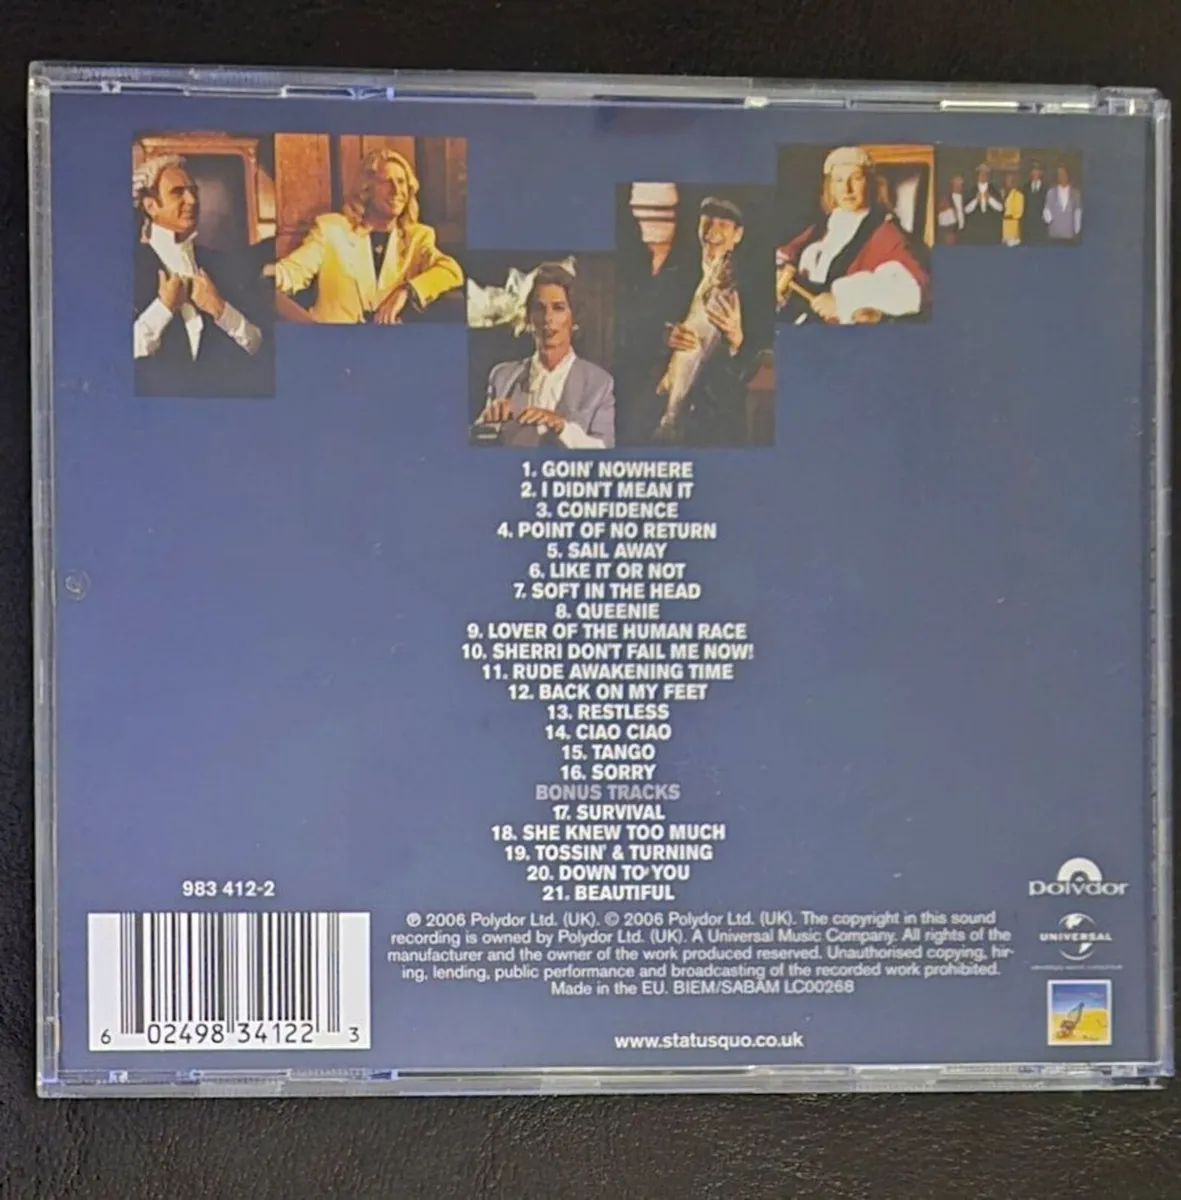 1. GOIN' NOWHERE
2. I DIDN'T MEAN IT
3. CONFIDENCE
4. POINT OF NO RETURN
5. SAIL AWAY
6. LIKE IT OR NOT
7. SOFT IN THE HEAD
8. QUEENIE
9. LOVER OF THE HUMAN RACE
10. SHERRI DON'T FAIL ME NOW!
11. RUDE AWAKENING TIME
12. BACK ON MY FEET
13. RESTLESS
14. CIAO CIAO
15. TANGO
16. SORRY
BONUS TRACKS
17. SURVIVAL
18. SHE KNEW TOO MUCH
19. TOSSIN' & TURNING
20. DOWN TO YOU
21. BEAUTIFUL
983 412-2
6 02498 34122 3
℗ 2006 Polydor Ltd. (UK). © 2006 Polydor Ltd. (UK). The copyright in this sound
recording is owned by Polydor Ltd. (UK). A Universal Music Company. All rights of the
manufacturer and the owner of the work produced reserved. Unauthorised copying, hir-
ing, lending, public performance and broadcasting of the recorded work prohibited.
Made in the EU. BIEM/SABAM LC00268
www.statusquo.co.uk
polydor
UNIVERSAL